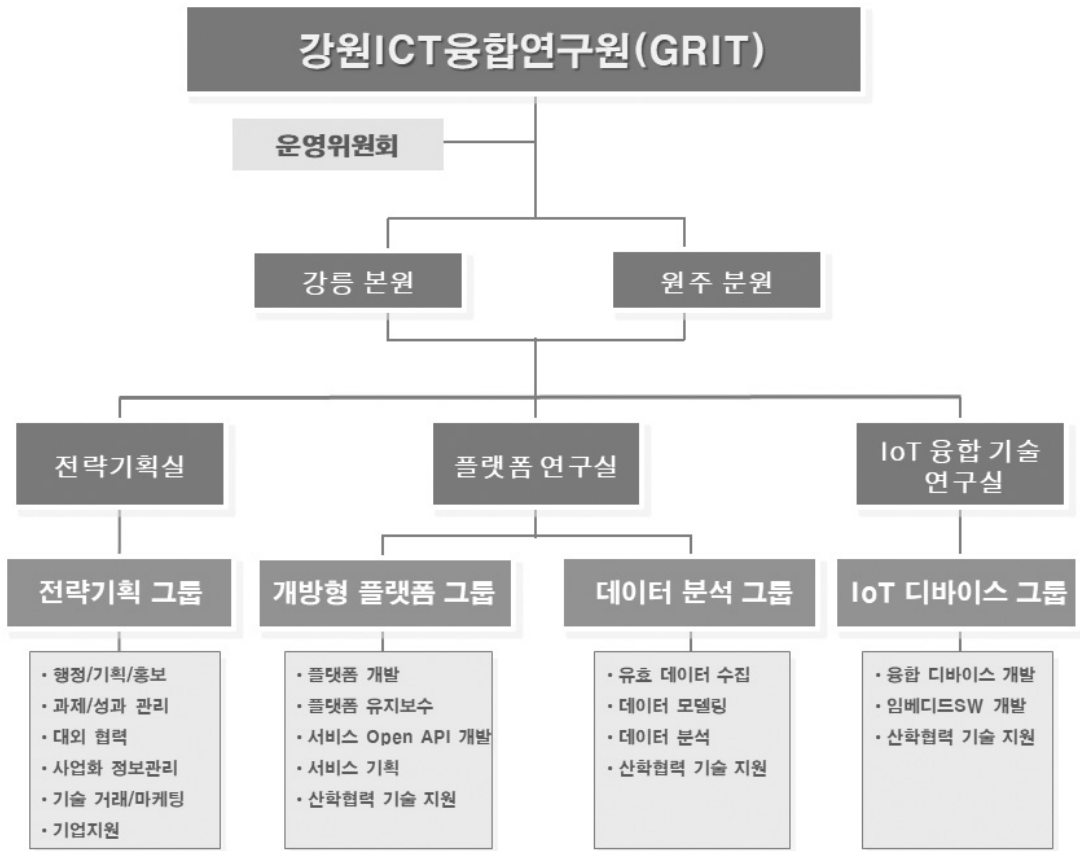 강원ICT융합연구원(GRIT)
운영위원회
강릉 본원
원주 분원
전략기획실
플랫폼 연구실
IoT 융합 기술
연구실
전략기획 그룹
· 행정/기획/홍보
· 과제/성과 관리
· 대외 협력
· 사업화 정보관리
· 기술 거래/마케팅
· 기업지원
개방형 플랫폼 그룹
· 플랫폼 개발
· 플랫폼 유지보수
· 서비스 Open API 개발
· 서비스 기획
· 산학협력 기술 지원
데이터 분석 그룹
· 유효 데이터 수집
· 데이터 모델링
· 데이터 분석
· 산학협력 기술 지원
IoT 디바이스 그룹
· 융합 디바이스 개발
· 임베디드SW 개발
· 산학협력 기술 지원